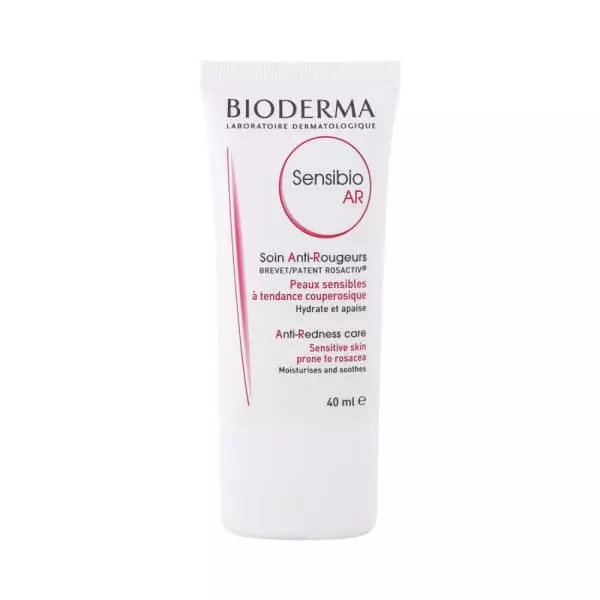 BIODERMA
LABORATOIRE DERMATOLOGIQUE
Sensibio
AR
Soin Anti-Rougeurs
BREVET/PATENT ROSACTIV®
Peaux sensibles
à tendance couperosique
Hydrate et apaise
Anti-Redness care
Sensitive skin
prone to rosacea
Moisturises and soothes
40 ml ℮